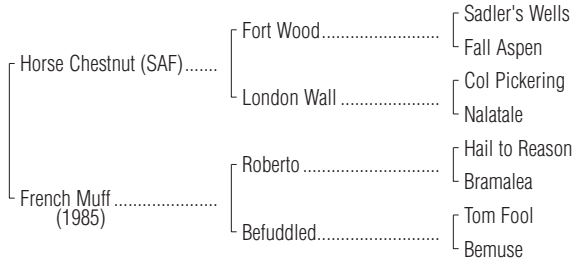 Sadler's Wells
Fort Wood
Fall Aspen
Horse Chestnut (SAF)
Col Pickering
London Wall
Nalatale
Hail to Reason
Roberto
Bramalea
French Muff
(1985)
Tom Fool
Befuddled
Bemuse